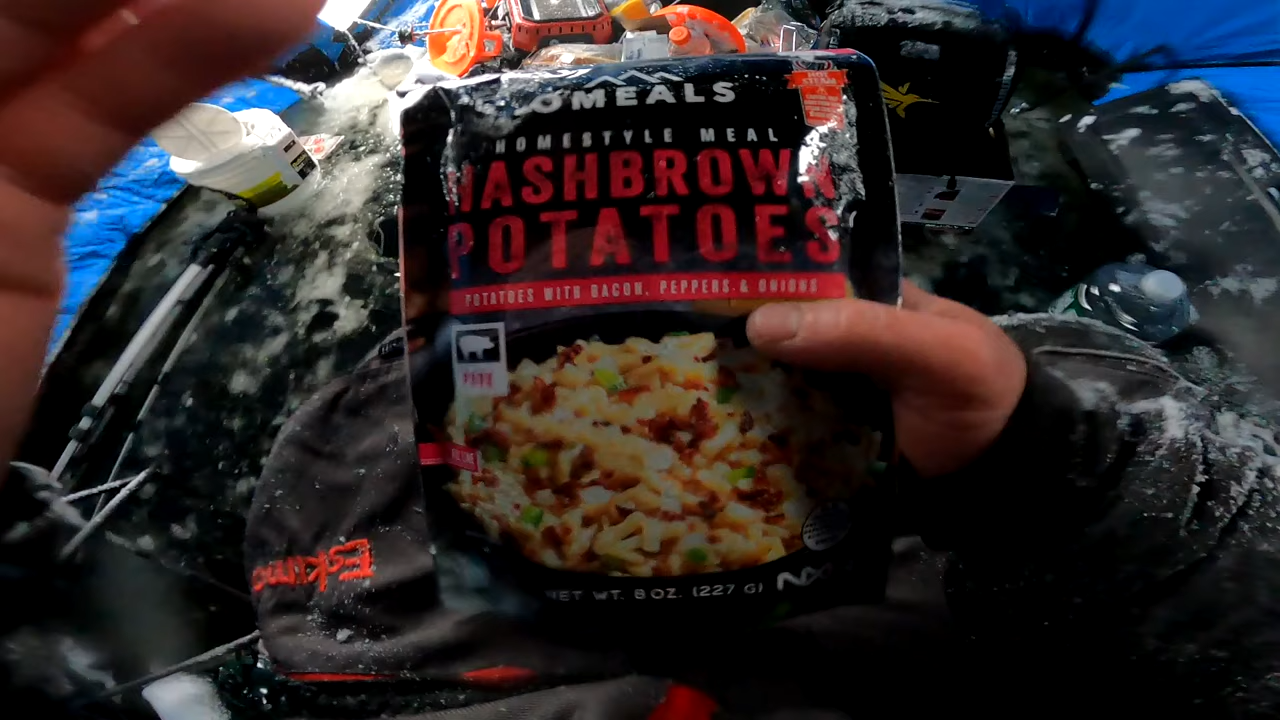 OMEALS
HOMESTYLE MEAL
HASHBROWN
POTATOES
POTATOES WITH BACON, PEPPERS & ONIONS
PORK
NET WT. 8 OZ. (227 G)
Eskimo